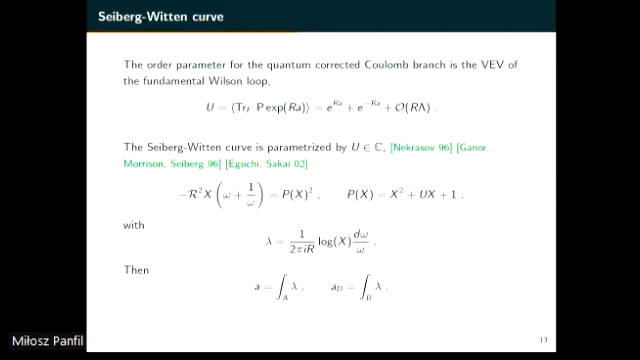 Seiberg-Witten curve
The order parameter for the quantum corrected Coulomb branch is the VEV of
the fundamental Wilson loop,
U = ⟨Tr_F P exp(Ra)⟩ = e^{Ra} + e^{-Ra} + O(RΛ) .
The Seiberg-Witten curve is parametrized by U ∈ ℂ, [Nekrasov 96] [Ganor,
Morrison, Seiberg 96] [Eguchi, Sakai 02]
-R²X (ω + 1/ω) = P(X)² , P(X) = X² + UX + 1 .
with
λ = 1/(2πiR) log(X) dω/ω .
Then
a = ∫_A λ , a_D = ∫_B λ .
Miłosz Panfil
13